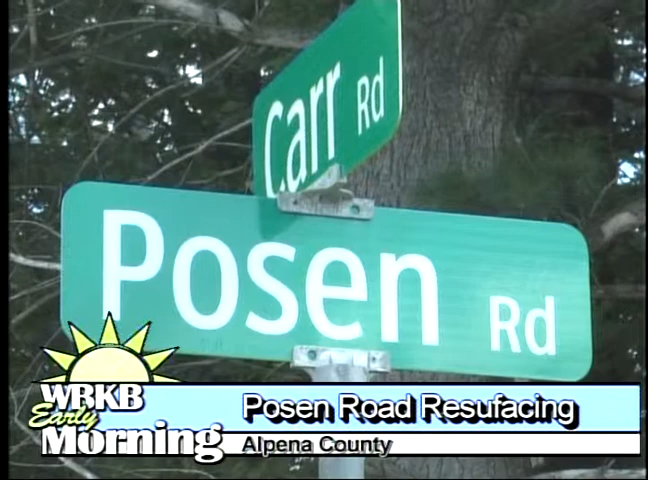 Carr Rd
Posen Rd
WBKB
Early
Morning
Posen Road Resufacing
Alpena County